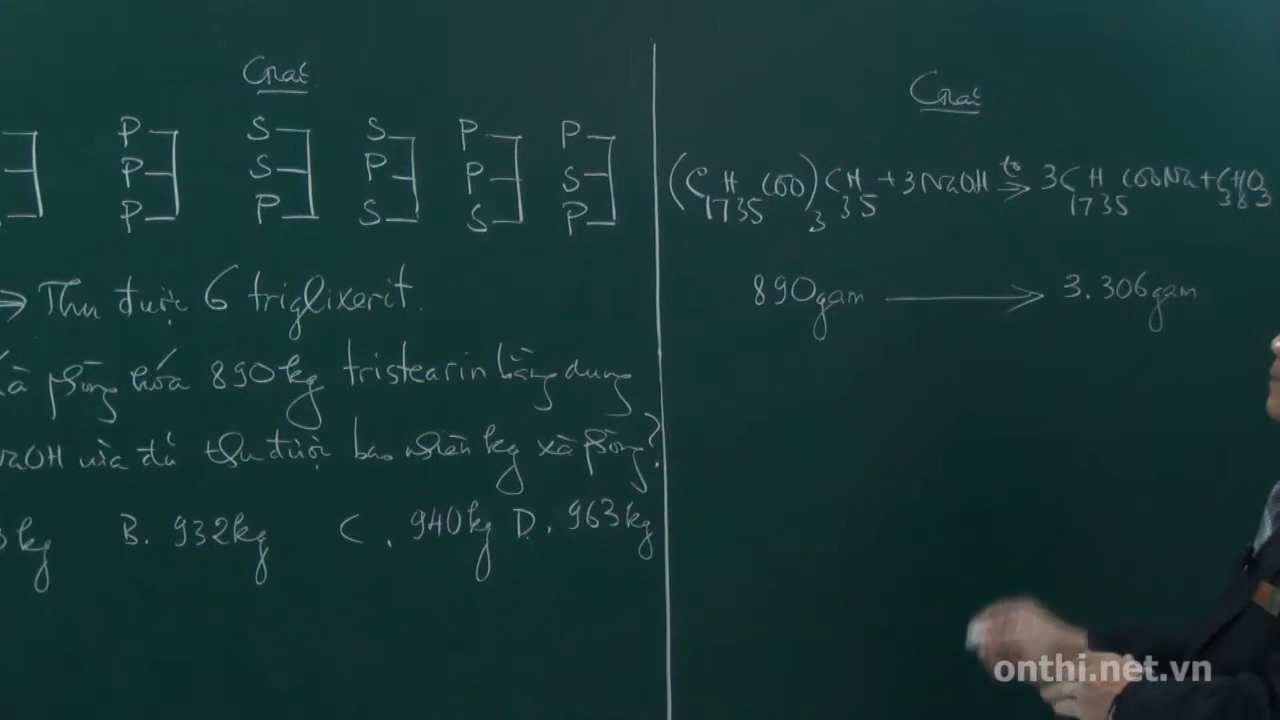 Giải
P S S P P
P S P P S
P P S S P
→ Thu được 6 triglixerit.
xà phòng hóa 890kg tristearin bằng dung
NaOH vừa đủ thu được bao nhiêu kg xà phòng?
kg B. 932kg C. 940kg D. 963kg
Giải
(C17H35COO)3C3H5 + 3NaOH t° → 3C17H35COONa + C3H8O3
890gam → 3.306gam
onthi.net.vn